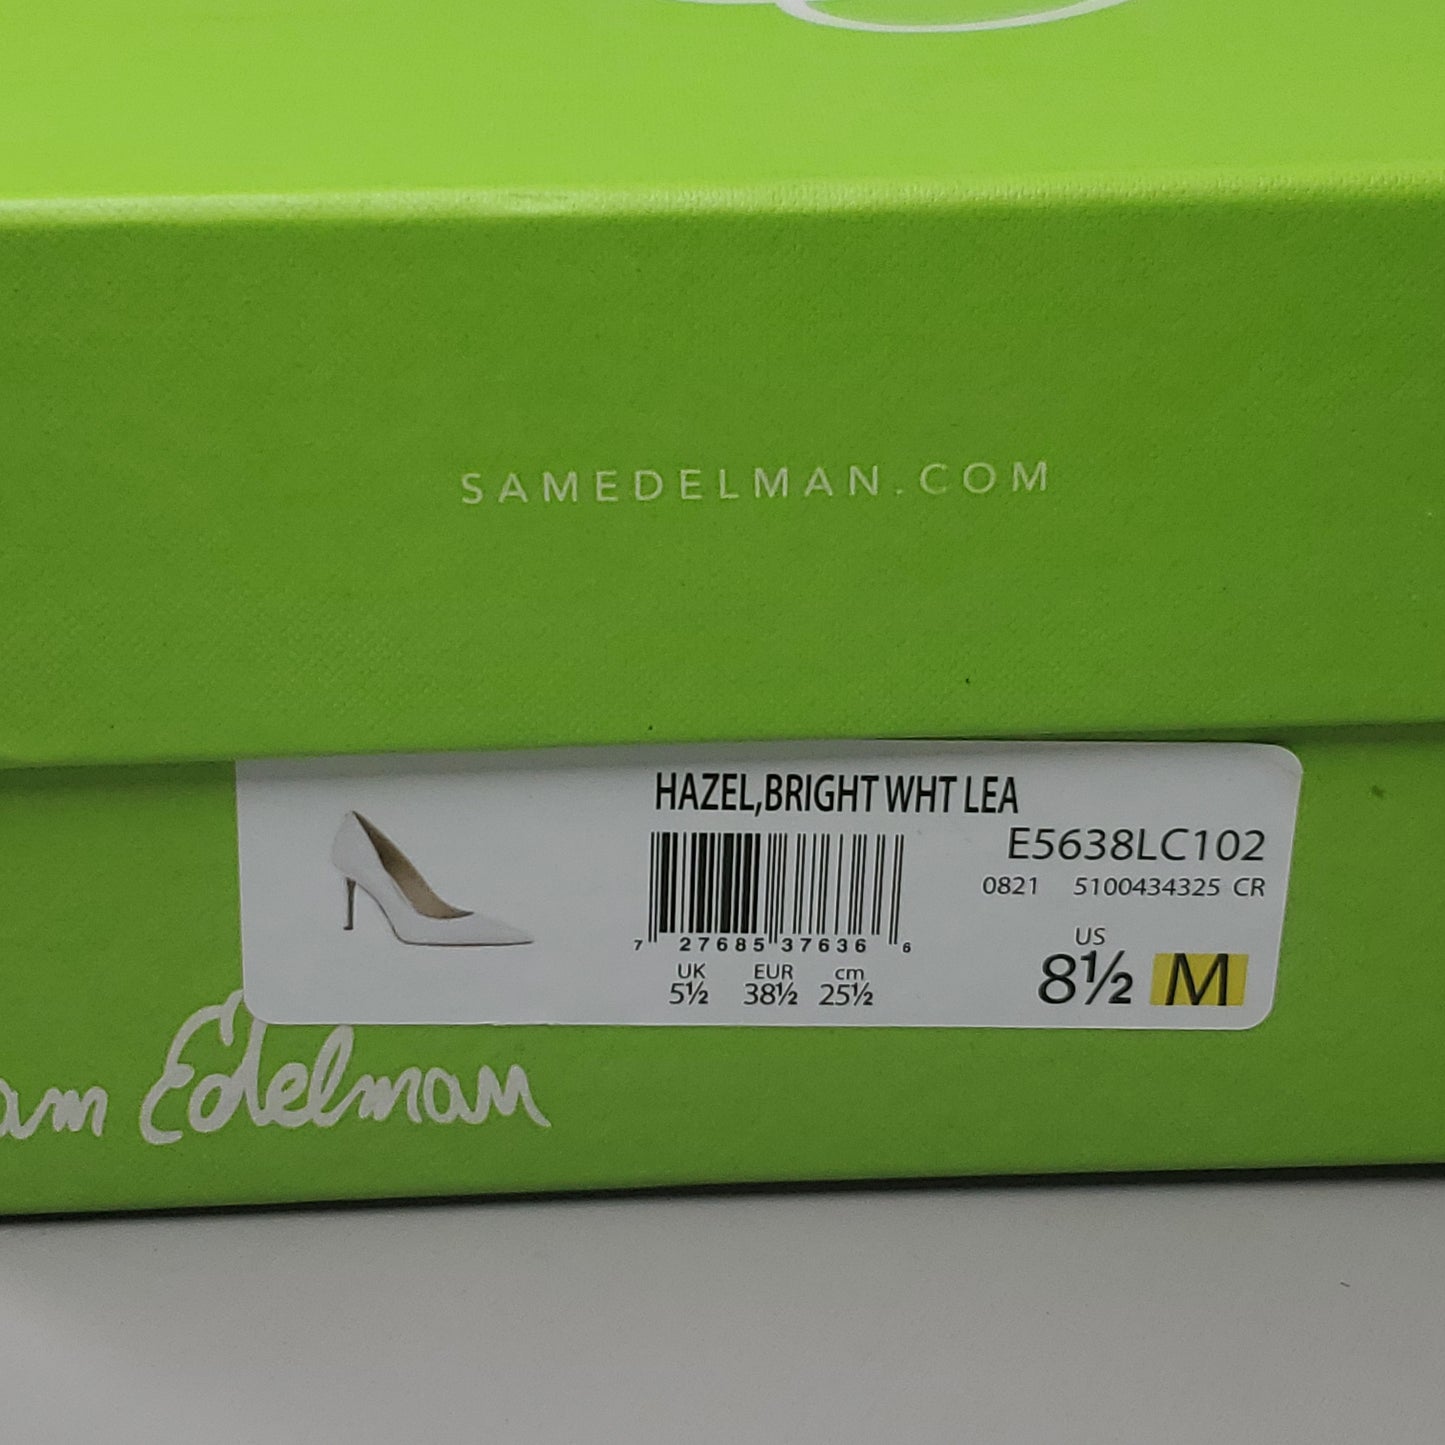 SAMEDELMAN.COM
HAZEL,BRIGHT WHT LEA
E5638LC102
0821 5100434325 CR
7 27685 37636 6
UK EUR cm
5½ 38½ 25½
US
8½ M
am Edelman